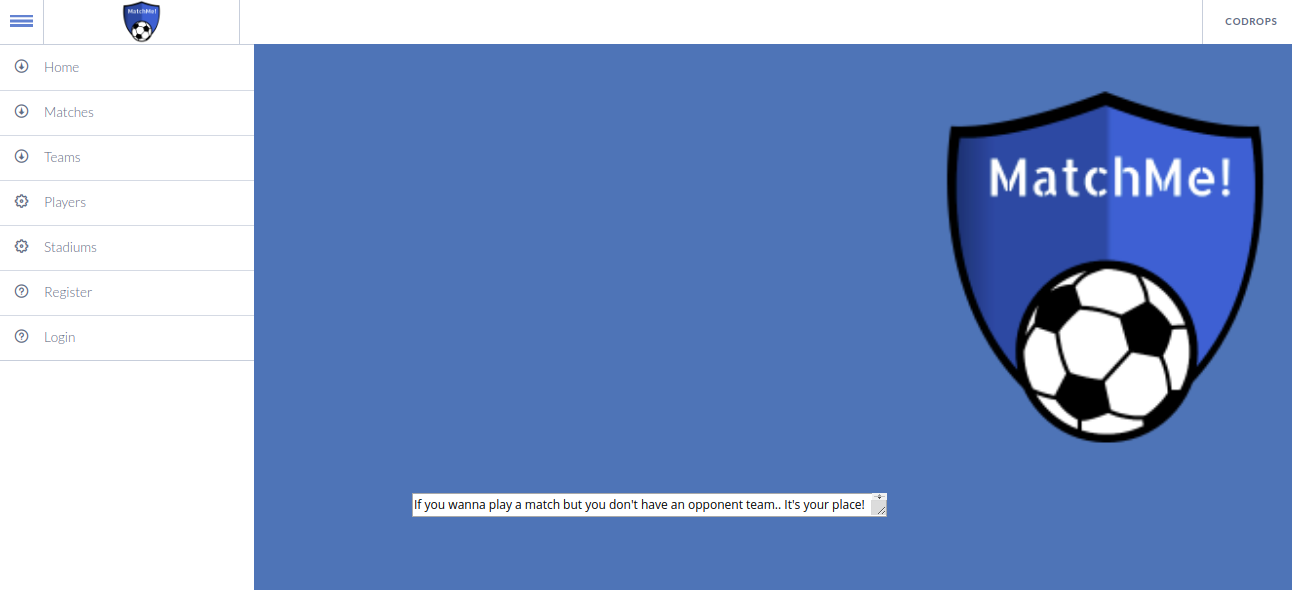 MatchMe!
CODROPS
Home
Matches
Teams
Players
Stadiums
Register
Login
MatchMe!
If you wanna play a match but you don't have an opponent team.. It's your place!